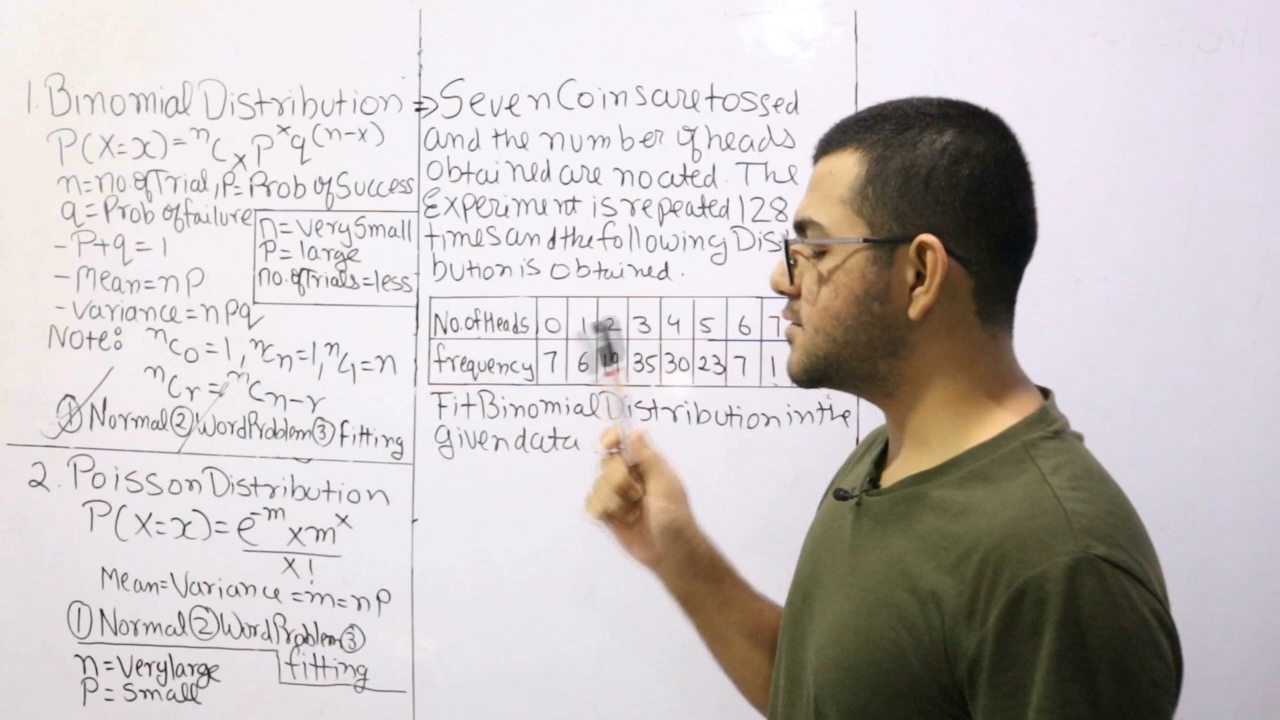 1. Binomial Distribution
P(X=x)=ⁿCₓ Pˣ q⁽ⁿ⁻ˣ⁾
n=no.of Trial, P=Prob of Success
q=Prob of failure
n=very small
- P+q=1
P=large
- Mean=nP
no.of Trials=less
- Variance=nPq
Note: ⁿC₀=1, ⁿCₙ=1, ⁿC₁=n
ⁿCᵣ=ⁿCₙ₋ᵣ
① Normal ② Word Problem ③ fitting
2. Poisson Distribution
P(X=x)=e⁻ᵐ x mˣ
x!
Mean=Variance=m=nP
① Normal ② Word Problem ③
fitting
n=Very large
P=Small
⇒ Seven Coins are tossed
and the number of heads
obtained are nocated. The
Experiment is repeated 128
times and the following Dis
bution is obtained.
No.of Heads 0 1 2 3 4 5 6 7
frequency 7 6 19 35 30 23 7 1
Fit Binomial Distribution in the
given data